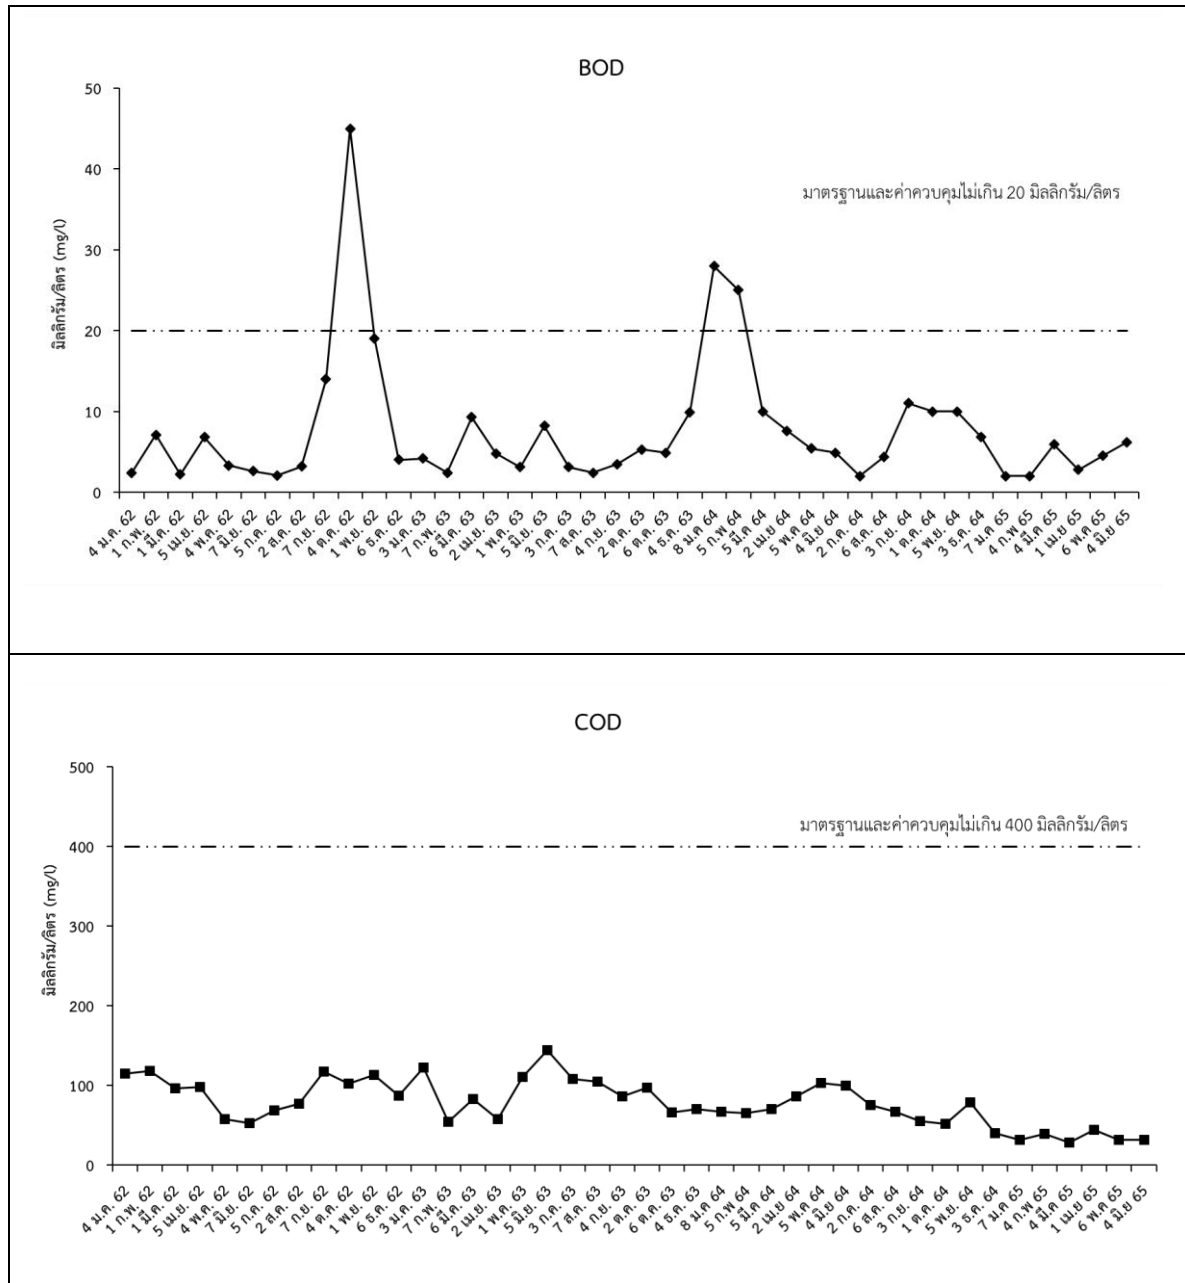 BOD
50
40
30
20
10
0
มิลลิกรัม/ลิตร (mg/l)
มาตรฐานและค่าควบคุมไม่เกิน 20 มิลลิกรัม/ลิตร
4 ม.ค. 62
1 ก.พ. 62
1 มี.ค. 62
5 เม.ย. 62
4 พ.ค. 62
7 มิ.ย. 62
5 ก.ค. 62
2 ส.ค. 62
7 ก.ย. 62
4 ต.ค. 62
1 พ.ย. 62
6 ธ.ค. 62
3 ม.ค. 63
7 ก.พ. 63
6 มี.ค. 63
2 เม.ย. 63
1 พ.ค. 63
5 มิ.ย. 63
3 ก.ค. 63
7 ส.ค. 63
4 ก.ย. 63
2 ต.ค. 63
6 ต.ค. 63
4 ธ.ค. 63
8 ม.ค 64
5 ก.พ 64
5 มี.ค 64
2 เม.ย 64
5 พ.ค 64
4 มิ.ย 64
2 ก.ค. 64
6 ส.ค. 64
3 ก.ย. 64
1 ต.ค. 64
5 พ.ย. 64
3 ธ.ค. 64
7 ม.ค 65
4 ก.พ 65
4 มี.ค 65
1 เม.ย 65
6 พ.ค 65
4 มิ.ย 65
COD
500
400
300
200
100
0
มิลลิกรัม/ลิตร (mg/l)
มาตรฐานและค่าควบคุมไม่เกิน 400 มิลลิกรัม/ลิตร
4 ม.ค. 62
1 ก.พ. 62
1 มี.ค. 62
5 เม.ย. 62
4 พ.ค. 62
7 มิ.ย. 62
5 ก.ค. 62
2 ส.ค. 62
7 ก.ย. 62
4 ต.ค. 62
1 พ.ย. 62
6 ธ.ค. 62
3 ม.ค. 63
7 ก.พ. 63
6 มี.ค. 63
2 เม.ย. 63
1 พ.ค. 63
5 มิ.ย. 63
3 ก.ค. 63
7 ส.ค. 63
4 ก.ย. 63
2 ต.ค. 63
4 ธ.ค. 63
8 ม.ค 64
5 ก.พ 64
5 มี.ค 64
2 เม.ย 64
5 พ.ค 64
4 มิ.ย 64
2 ก.ค. 64
6 ส.ค. 64
3 ก.ย. 64
1 ต.ค. 64
5 พ.ย. 64
3 ธ.ค. 64
7 ม.ค 65
4 ก.พ 65
4 มี.ค 65
1 เม.ย 65
6 พ.ค 65
4 มิ.ย 65